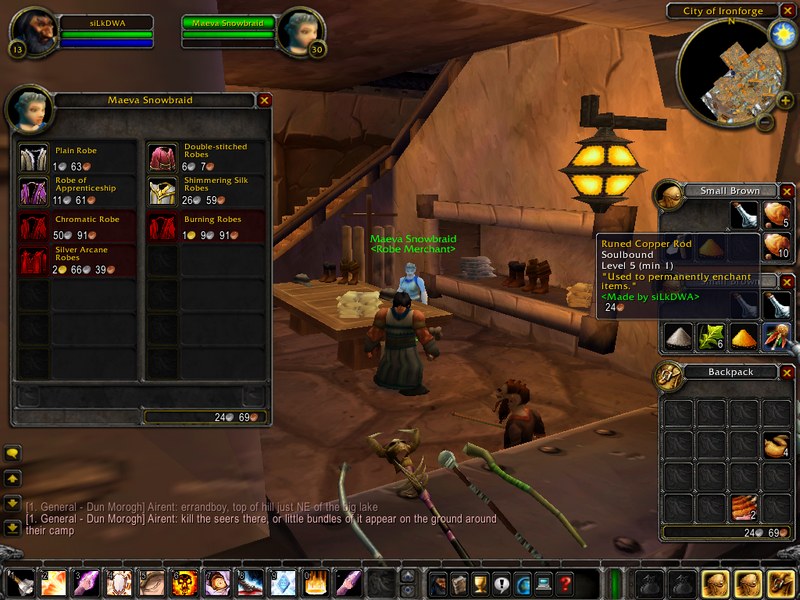 siLkDWA
13
Maeva Snowbraid
30
City of Ironforge
N
Maeva Snowbraid
Plain Robe
1 63
Double-stitched
Robes
6 7
Robe of
Apprenticeship
11 61
Shimmering Silk
Robes
26 59
Chromatic Robe
50 91
Burning Robes
1 9 91
Silver Arcane
Robes
2 66 39
24 69
Maeva Snowbraid
<Robe Merchant>
Small Brown
5
10
Runed Copper Rod
Soulbound
Level 5 (min 1)
"Used to permanently enchant
items."
<Made by siLkDWA>
24
6
Backpack
4
2
24 69
[1. General - Dun Morogh] Airent: errandboy, top of hill just NE of the big lake
[1. General - Dun Morogh] Airent: kill the seers there, or little bundles of it appear on the ground around
their camp